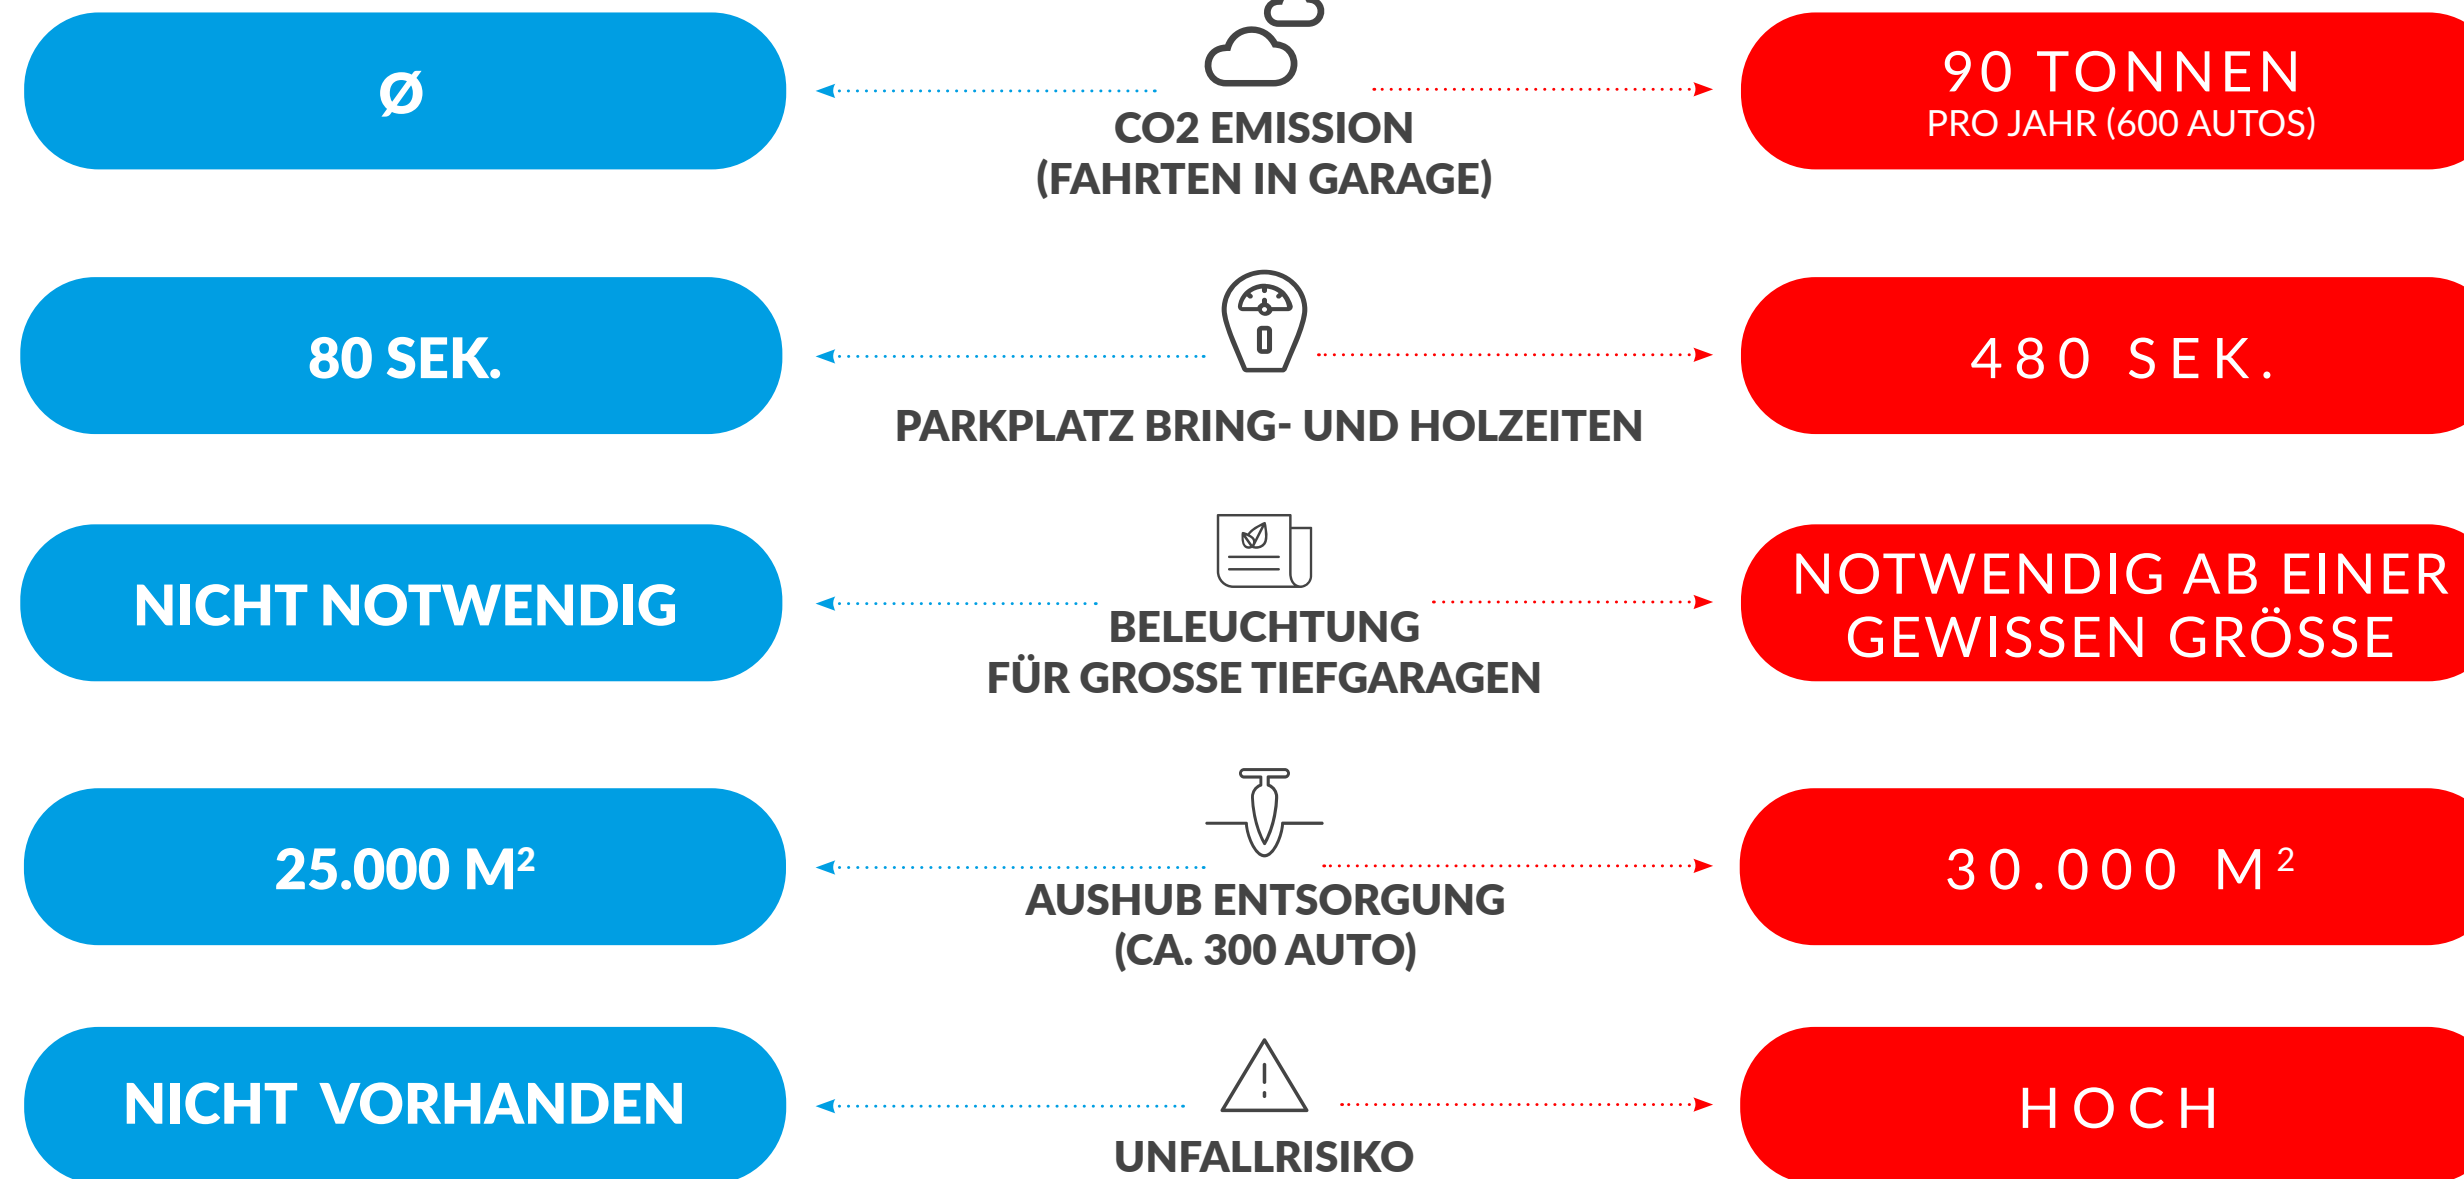 Ø
CO2 EMISSION
(FAHRTEN IN GARAGE)
90 TONNEN
PRO JAHR (600 AUTOS)
80 SEK.
PARKPLATZ BRING- UND HOLZEITEN
480 SEK.
NICHT NOTWENDIG
BELEUCHTUNG
FÜR GROSSE TIEFGARAGEN
NOTWENDIG AB EINER
GEWISSEN GRÖSSE
25.000 M²
AUSHUB ENTSORGUNG
(CA. 300 AUTO)
30.000 M²
NICHT VORHANDEN
UNFALLRISIKO
HOCH